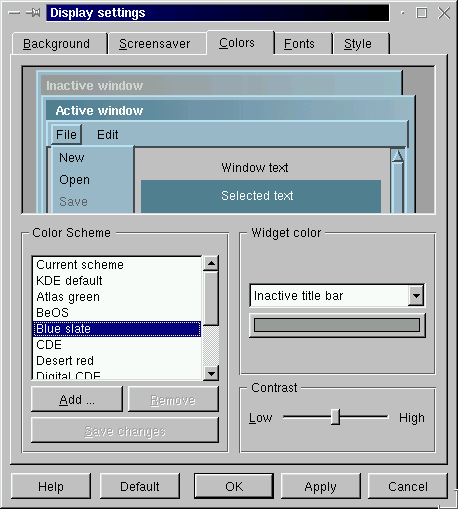 Display settings
Background Screensaver Colors Fonts Style
Inactive window
Active window
File Edit
New
Open
Save
Window text
Selected text
Color Scheme
Current scheme
KDE default
Atlas green
BeOS
Blue slate
CDE
Desert red
Digital CDE
Add ... Remove
Save changes
Widget color
Inactive title bar
Contrast
Low High
Help Default OK Apply Cancel